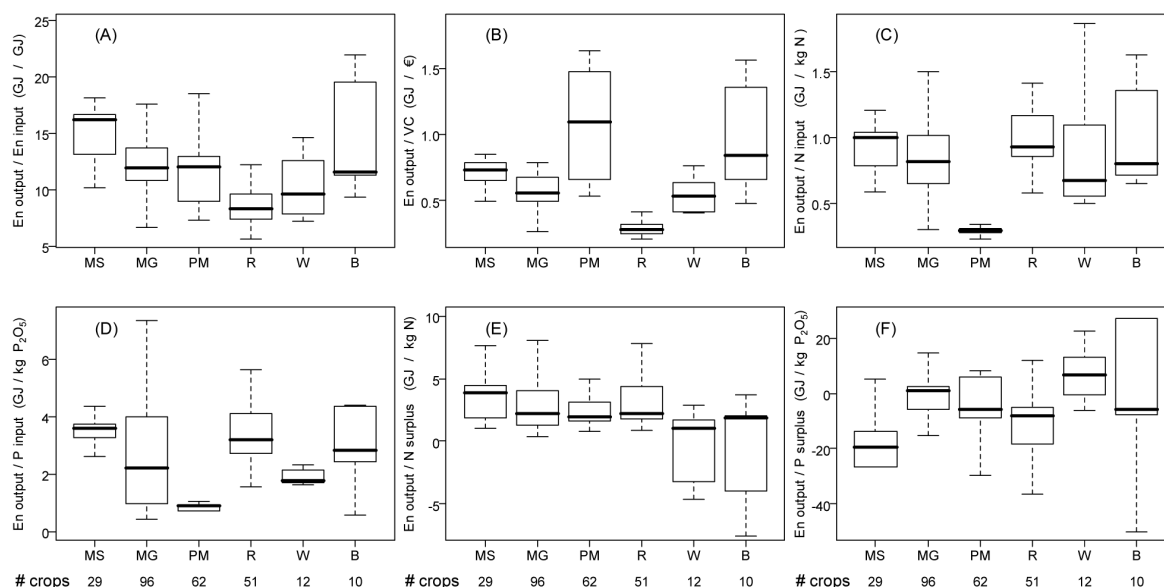 (A)
En output / En input (GJ / GJ)
25
20
15
10
5
MS MG PM R W B
(B)
En output / VC (GJ / €)
1.5
1.0
0.5
MS MG PM R W B
(C)
En output / N input (GJ / kg N)
1.5
1.0
0.5
MS MG PM R W B
(D)
En output / P input (GJ / kg P₂O₅)
6
4
2
0
MS MG PM R W B
(E)
En output / N surplus (GJ / kg N)
10
5
0
-5
MS MG PM R W B
(F)
En output / P surplus (GJ / kg P₂O₅)
20
0
-20
-40
MS MG PM R W B
# crops 29 96 62 51 12 10 # crops 29 96 62 51 12 10 # crops 29 96 62 51 12 10